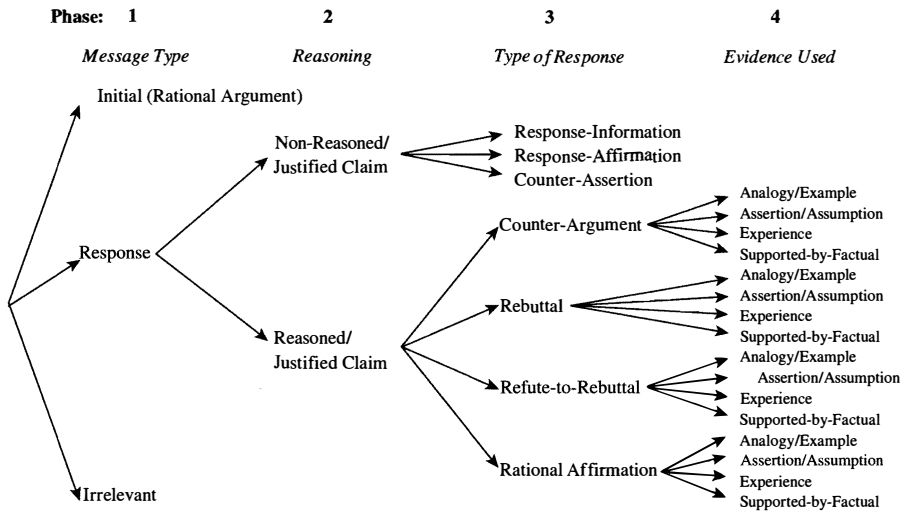 Phase: 1 2 3 4
Message Type Reasoning Type of Response Evidence Used
Initial (Rational Argument)
Non-Reasoned/
Justified Claim
Response-Information
Response-Affirmation
Counter-Assertion
Response
Reasoned/
Justified Claim
Counter-Argument
Analogy/Example
Assertion/Assumption
Experience
Supported-by-Factual
Rebuttal
Analogy/Example
Assertion/Assumption
Experience
Supported-by-Factual
Refute-to-Rebuttal
Analogy/Example
Assertion/Assumption
Experience
Supported-by-Factual
Rational Affirmation
Analogy/Example
Assertion/Assumption
Experience
Supported-by-Factual
Irrelevant